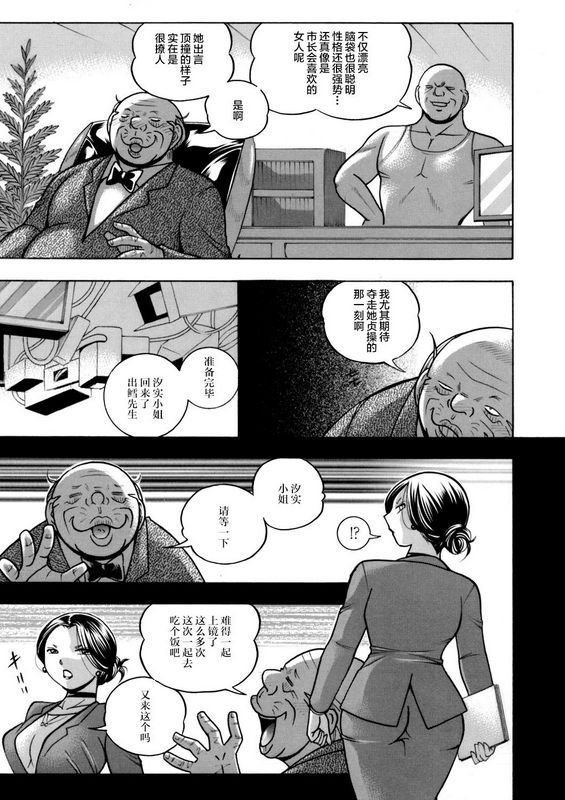 不仅漂亮
脑袋也很聪明
性格还很强势…
还真像是
市长会喜欢的
女人呢
是啊
她出言
顶撞的样子
实在是
很撩人
我尤其期待
夺走她贞操的
那一刻啊
准备完毕
汐实小姐
回来了
出鳕先生
汐实
小姐
请等一下
!?
难得一起
上镜了
这么多次
这次一起去
吃个饭吧
又来这个吗